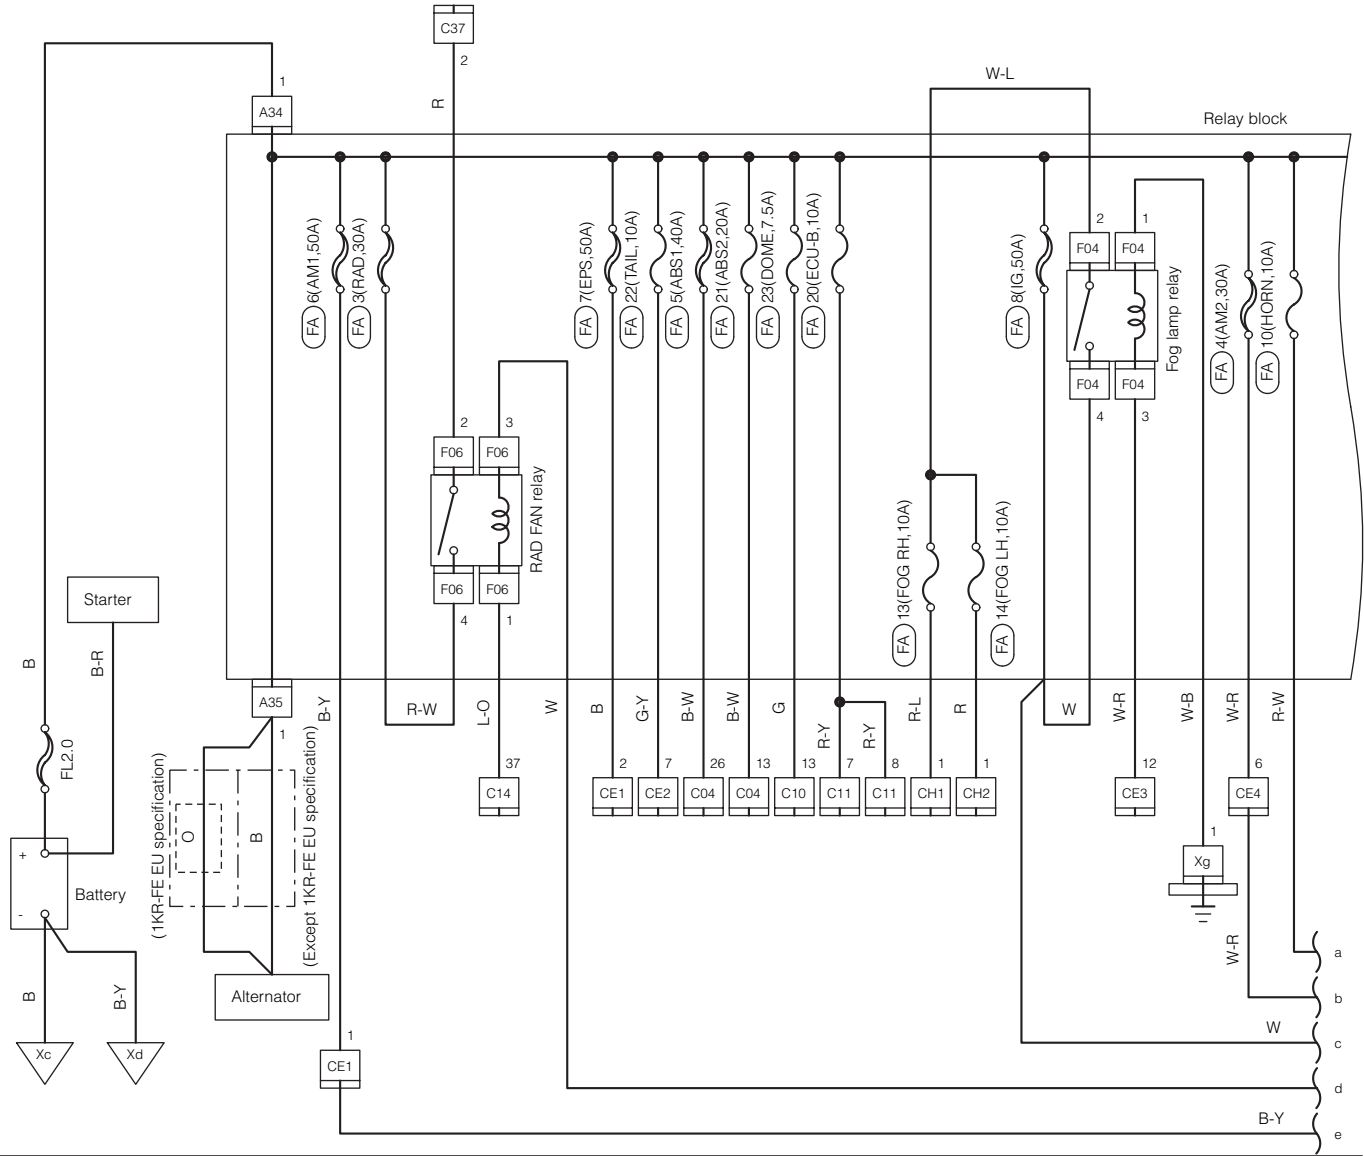 C37
2
W-L
1
R
A34
Relay block
FA 6(AM1,50A)
FA 3(RAD,30A)
FA 7(EPS,50A)
FA 22(TAIL,10A)
FA 5(ABS1,40A)
FA 21(ABS2,20A)
FA 23(DOME,7.5A)
FA 20(ECU-B,10A)
FA 8(IG,50A)
2
1
F04
F04
Fog lamp relay
F04
F04
4
3
FA 4(AM2,30A)
FA 10(HORN,10A)
2
3
F06
F06
RAD FAN relay
F06
F06
4
1
FA 13(FOG RH,10A)
FA 14(FOG LH,10A)
Starter
B
B-R
A35
1
B-Y
R-W
L-O
W
B
G-Y
B-W
B-W
G
R-Y
R-Y
R-L
R
W
W-R
W-B
W-R
R-W
FL2.0
37
2
7
26
13
13
7
8
1
1
12
6
C14
CE1
CE2
C04
C04
C10
C11
C11
CH1
CH2
CE3
CE4
(1KR-FE EU specification)
O
B
(Except 1KR-FE EU specification)
1
Xg
+
-
Battery
Alternator
B
B-Y
Xc
Xd
W-R
a
b
W
c
1
CE1
d
B-Y
e